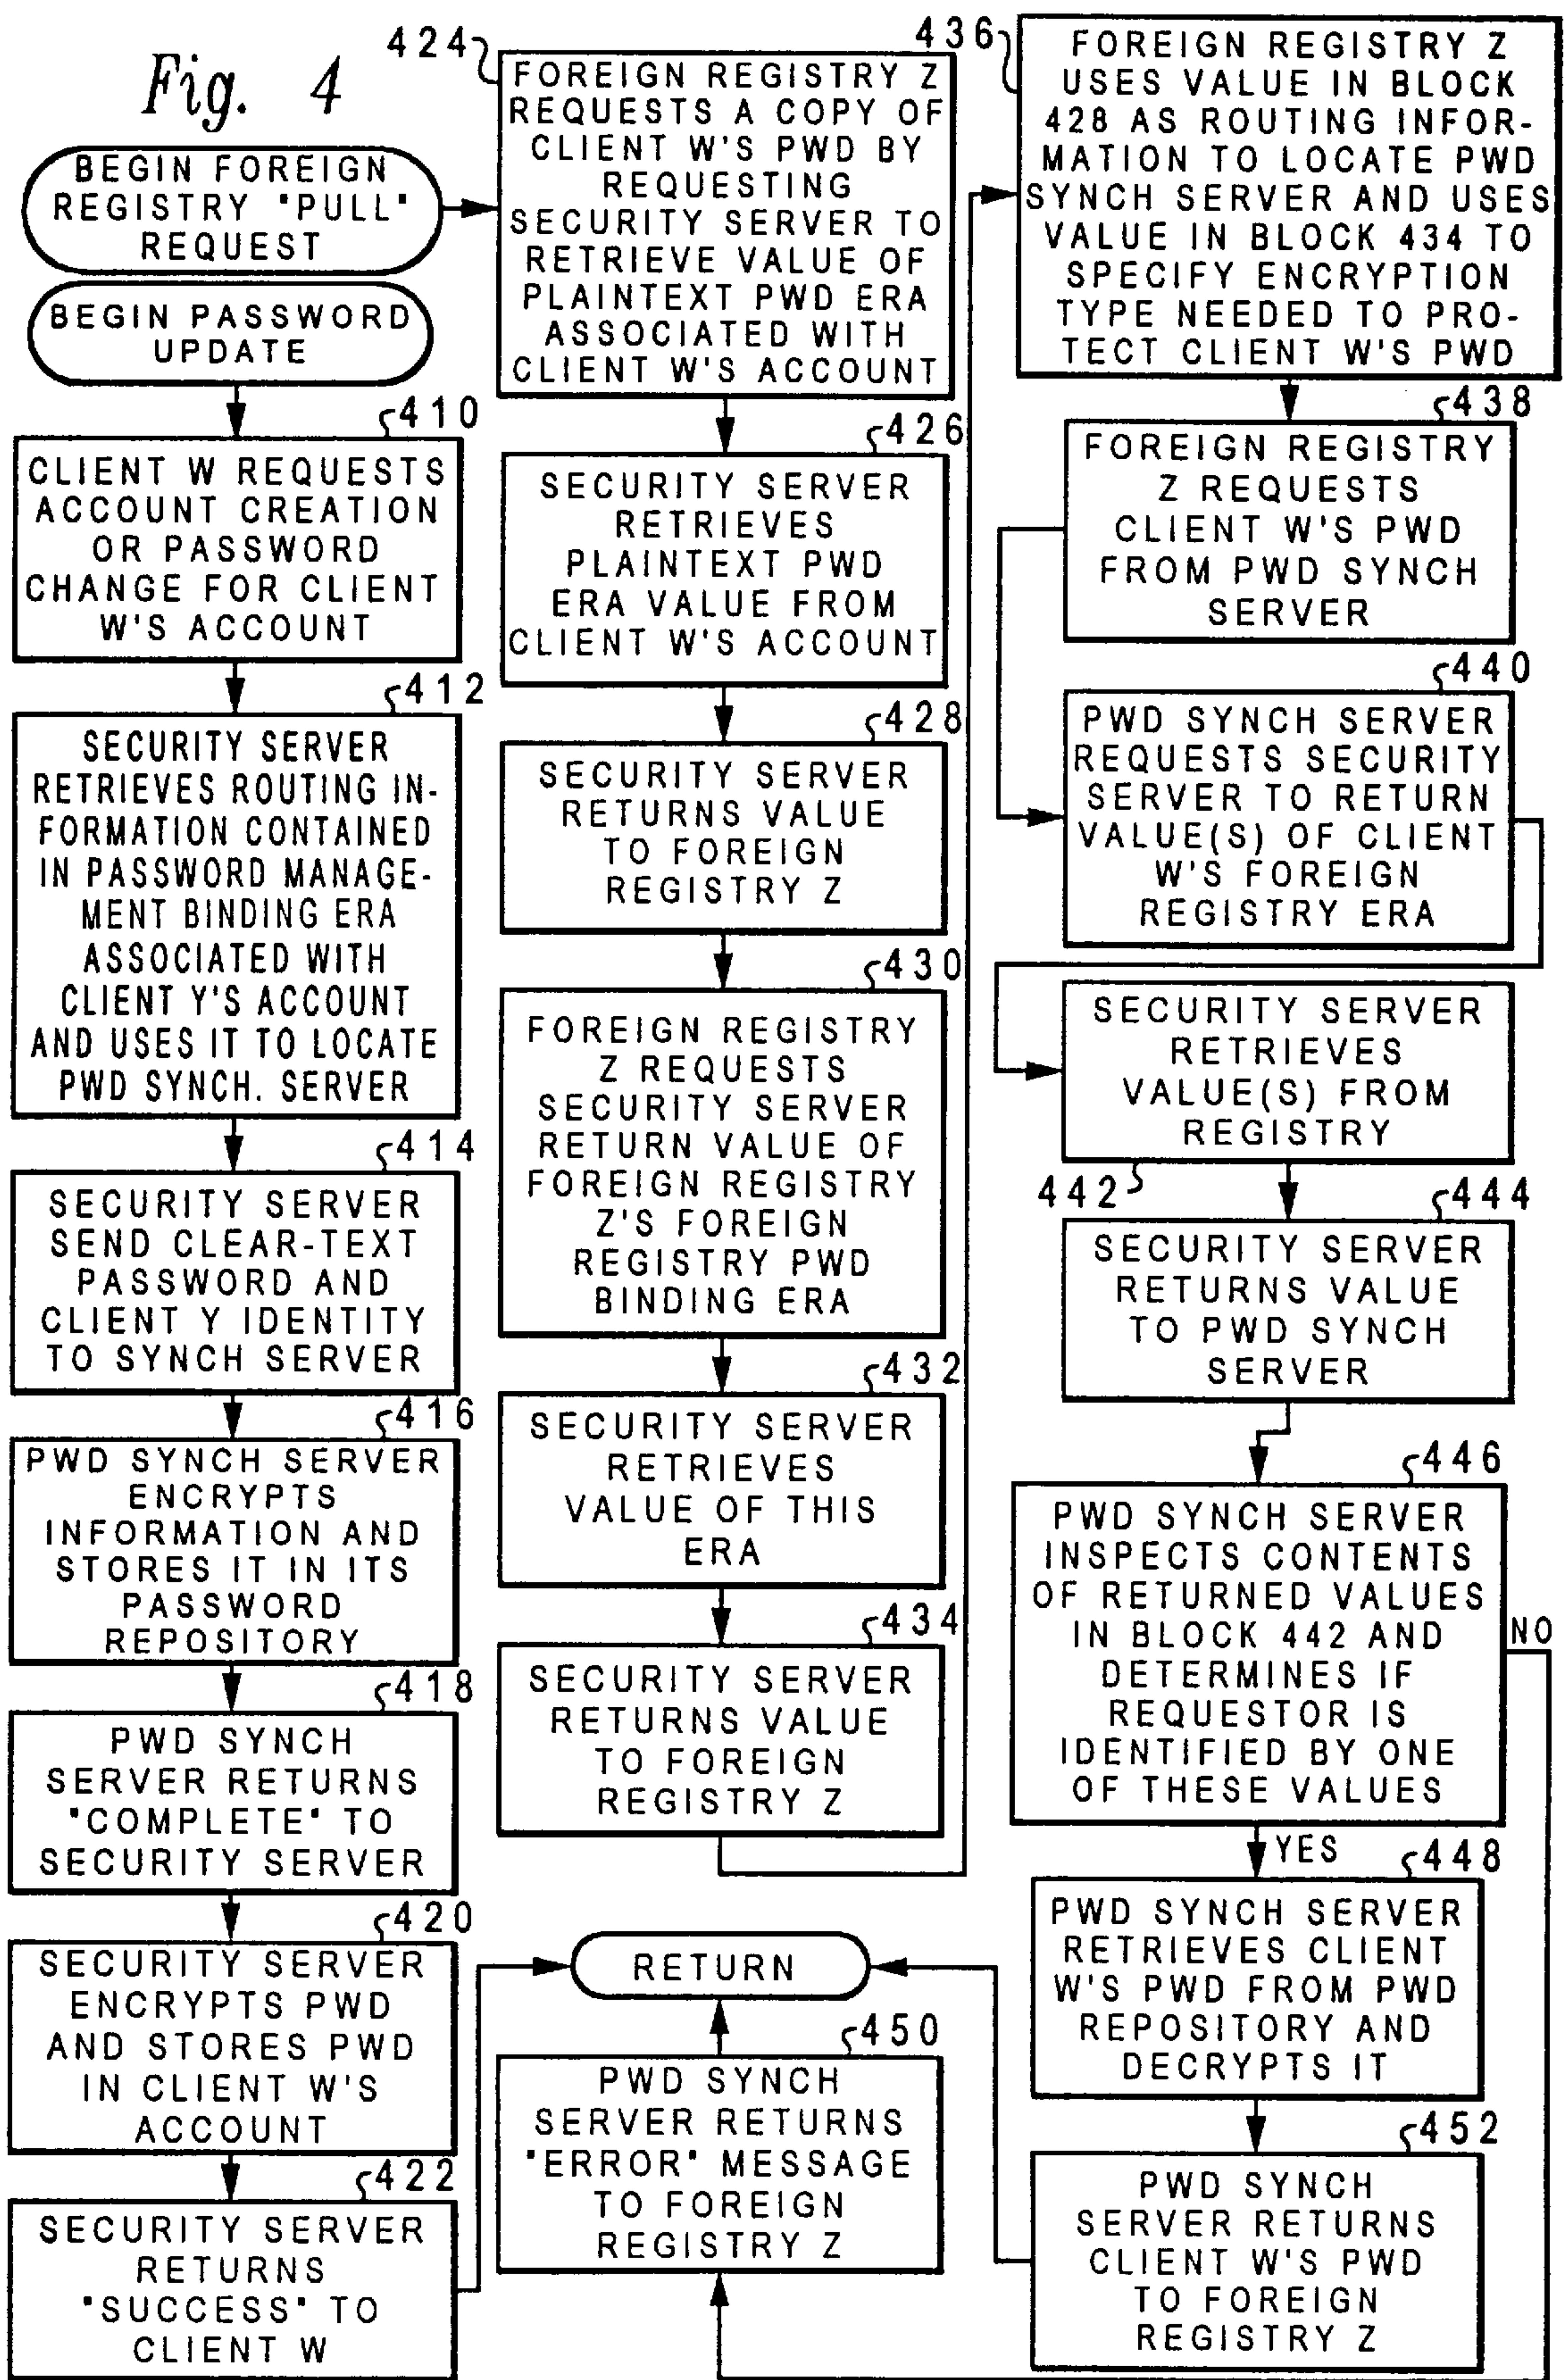 Fig. 4
BEGIN FOREIGN
REGISTRY "PULL"
REQUEST
BEGIN PASSWORD
UPDATE
410
CLIENT W REQUESTS
ACCOUNT CREATION
OR PASSWORD
CHANGE FOR CLIENT
W'S ACCOUNT
412
SECURITY SERVER
RETRIEVES ROUTING IN-
FORMATION CONTAINED
IN PASSWORD MANAGE-
MENT BINDING ERA
ASSOCIATED WITH
CLIENT Y'S ACCOUNT
AND USES IT TO LOCATE
PWD SYNCH. SERVER
414
SECURITY SERVER
SEND CLEAR-TEXT
PASSWORD AND
CLIENT Y IDENTITY
TO SYNCH SERVER
416
PWD SYNCH SERVER
ENCRYPTS
INFORMATION AND
STORES IT IN ITS
PASSWORD
REPOSITORY
418
PWD SYNCH
SERVER RETURNS
"COMPLETE" TO
SECURITY SERVER
420
SECURITY SERVER
ENCRYPTS PWD
AND STORES PWD
IN CLIENT W'S
ACCOUNT
422
SECURITY SERVER
RETURNS
"SUCCESS" TO
CLIENT W
424
FOREIGN REGISTRY Z
REQUESTS A COPY OF
CLIENT W'S PWD BY
REQUESTING
SECURITY SERVER TO
RETRIEVE VALUE OF
PLAINTEXT PWD ERA
ASSOCIATED WITH
CLIENT W'S ACCOUNT
426
SECURITY SERVER
RETRIEVES
PLAINTEXT PWD
ERA VALUE FROM
CLIENT W'S ACCOUNT
428
SECURITY SERVER
RETURNS VALUE
TO FOREIGN
REGISTRY Z
430
FOREIGN REGISTRY
Z REQUESTS
SECURITY SERVER
RETURN VALUE OF
FOREIGN REGISTRY
Z'S FOREIGN
REGISTRY PWD
BINDING ERA
432
SECURITY SERVER
RETRIEVES
VALUE OF THIS
ERA
434
SECURITY SERVER
RETURNS VALUE
TO FOREIGN
REGISTRY Z
RETURN
450
PWD SYNCH
SERVER RETURNS
"ERROR" MESSAGE
TO FOREIGN
REGISTRY Z
436
FOREIGN REGISTRY Z
USES VALUE IN BLOCK
428 AS ROUTING INFOR-
MATION TO LOCATE PWD
SYNCH SERVER AND USES
VALUE IN BLOCK 434 TO
SPECIFY ENCRYPTION
TYPE NEEDED TO PRO-
TECT CLIENT W'S PWD
438
FOREIGN REGISTRY
Z REQUESTS
CLIENT W'S PWD
FROM PWD SYNCH
SERVER
440
PWD SYNCH SERVER
REQUESTS SECURITY
SERVER TO RETURN
VALUE(S) OF CLIENT
W'S FOREIGN
REGISTRY ERA
SECURITY SERVER
RETRIEVES
VALUE(S) FROM
REGISTRY
442
444
SECURITY SERVER
RETURNS VALUE
TO PWD SYNCH
SERVER
446
PWD SYNCH SERVER
INSPECTS CONTENTS
OF RETURNED VALUES
IN BLOCK 442 AND
DETERMINES IF
REQUESTOR IS
IDENTIFIED BY ONE
OF THESE VALUES
NO
YES
448
PWD SYNCH SERVER
RETRIEVES CLIENT
W'S PWD FROM PWD
REPOSITORY AND
DECRYPTS IT
452
PWD SYNCH
SERVER RETURNS
CLIENT W'S PWD
TO FOREIGN
REGISTRY Z